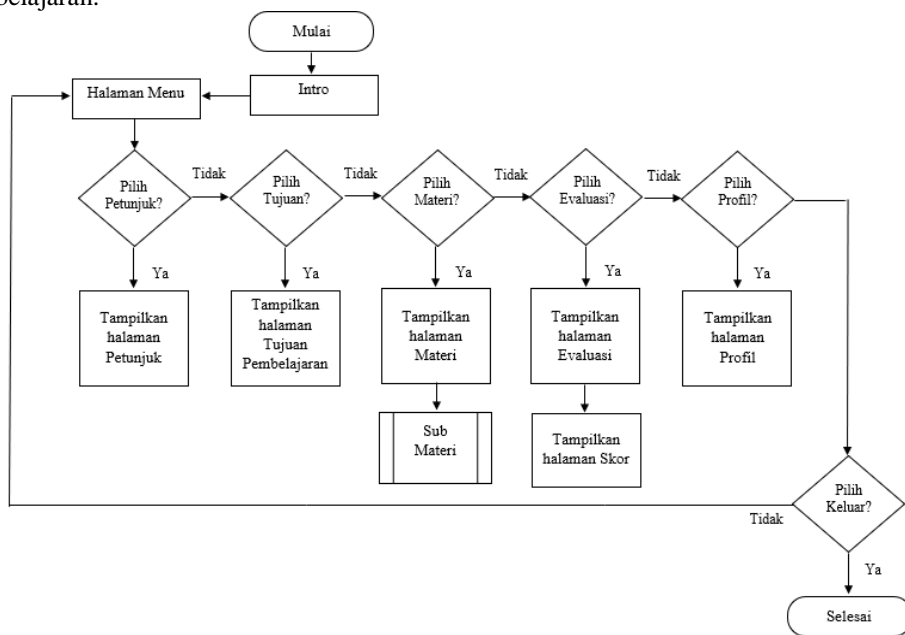 Mulai
Intro
Halaman Menu
Pilih
Petunjuk?
Tidak
Pilih
Tujuan?
Tidak
Pilih
Materi?
Tidak
Pilih
Evaluasi?
Tidak
Pilih
Profil?
Ya
Ya
Ya
Ya
Ya
Tampilkan
halaman
Petunjuk
Tampilkan
halaman
Tujuan
Pembelajaran
Tampilkan
halaman
Materi
Tampilkan
halaman
Evaluasi
Tampilkan
halaman
Profil
Sub
Materi
Tampilkan
halaman Skor
Pilih
Keluar?
Tidak
Ya
Selesai